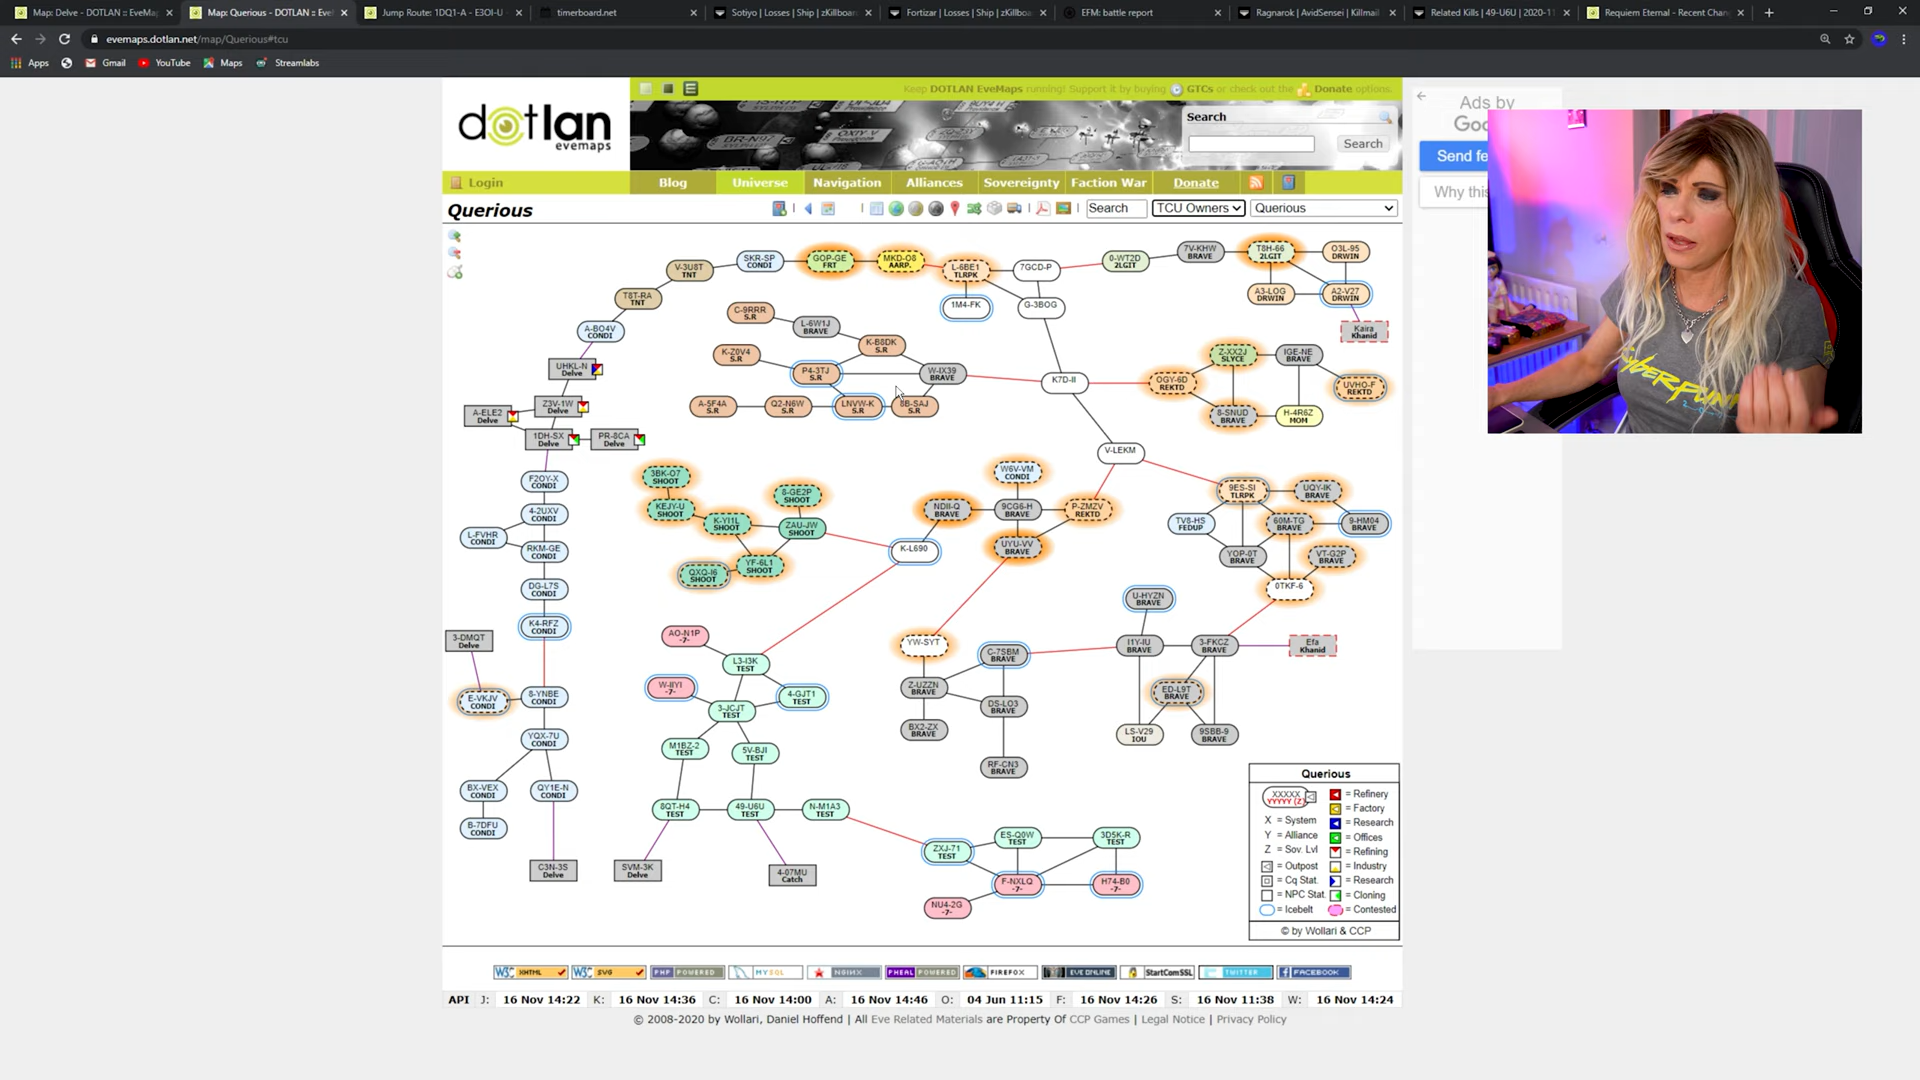 Map: Delve - DOTLAN :: EveMa
Map: Querious - DOTLAN :: Eve
Jump Route: 1DQ1-A - E3OI-U
timerboard.net
Sotiyo | Losses | Ship | zKillboar
Fortizar | Losses | Ship | zKillbo
EFM: battle report
Ragnarok | AvidSensei | Killmail
Related Kills | 49-U6U | 2020-11
Requiem Eternal - Recent Chan
evemaps.dotlan.net/map/Querious#tcu
Apps
Gmail
YouTube
Maps
Streamlabs
dotlan
evemaps
Keep DOTLAN EveMaps running! Support it by buying GTCs or check out the Donate options.
Search
Search
Login
Blog
Universe
Navigation
Alliances
Sovereignty
Faction War
Donate
Querious
Search
TCU Owners
Querious
Ads by
Goo
Send fe
Why this
7V-KHW
BRAVE
T8H-66
2LGIT
O3L-95
DRWIN
SKR-SP
CONDI
GOP-GE
FRT
MKD-O8
AARP.
0-WT2D
2LGIT
V-3U8T
TNT
L-6BE1
TLRPK
7GCD-P
T8T-RA
TNT
1M4-FK
G-3BOG
A3-LOG
DRWIN
A2-V27
DRWIN
C-9RRR
S.R
L-6W1J
BRAVE
A-BO4V
CONDI
Kaira
Khanid
K-B8DK
S.R
K-Z0V4
S.R
Z-XX2J
SLYCE
IGE-NE
BRAVE
UHKL-N
Delve
P4-3TJ
S.R
W-IX39
BRAVE
K7D-II
OGY-6D
REKTD
UVHO-F
REKTD
A-ELE2
Delve
Z3V-1W
Delve
A-5F4A
S.R
Q2-N6W
S.R
LNVW-K
S.R
8B-SAJ
S.R
8-SNUD
BRAVE
H-4R6Z
MOM
1DH-SX
Delve
PR-8CA
Delve
V-LEKM
F2OY-X
CONDI
3BK-O7
SHOOT
8-GE2P
SHOOT
W6V-VM
CONDI
9ES-SI
TLRPK
UQY-IK
BRAVE
4-2UXV
CONDI
KEJY-U
SHOOT
K-YI1L
SHOOT
ZAU-JW
SHOOT
NDII-Q
9CG6-H
BRAVE
P-ZMZV
REKTD
TV8-HS
FEDUP
60M-TG
BRAVE
9-HM04
BRAVE
L-FVHR
CONDI
RKM-GE
CONDI
K-L690
UYU-VV
BRAVE
YOP-0T
BRAVE
VT-G2P
BRAVE
DG-L7S
CONDI
QXQ-I6
SHOOT
YF-6L1
SHOOT
0TKF-6
U-HYZN
BRAVE
K4-RFZ
CONDI
3-DMQT
Delve
AO-N1P
-7-
YW-SYT
C-7SBM
BRAVE
I1Y-IU
BRAVE
3-FKCZ
BRAVE
Efa
Khanid
L3-I3K
TEST
E-VKJV
CONDI
8-YNBE
CONDI
W-IIYI
-7-
4-GJT1
TEST
Z-UZZN
BRAVE
ED-L9T
BRAVE
3-JCJT
TEST
DS-LO3
BRAVE
BX2-ZX
BRAVE
YQX-7U
CONDI
M1BZ-2
TEST
5V-BJI
TEST
LS-V29
IOU
9SBB-9
BRAVE
RF-CN3
BRAVE
BX-VEX
CONDI
QY1E-N
CONDI
8QT-H4
TEST
49-U6U
TEST
N-M1A3
TEST
B-7DFU
CONDI
ZXJ-71
TEST
ES-Q0W
TEST
3D5K-R
TEST
C3N-3S
Delve
SVM-3K
Delve
4-07MU
Catch
F-NXLQ
-7-
H74-B0
-7-
NU4-2G
-7-
Querious
XXXXX
YYYYY (Z)
X = System
Y = Alliance
Z = Sov. Lvl
= Outpost
= Cq Stat.
= NPC Stat.
= Icebelt
= Refinery
= Factory
= Research
= Offices
= Refining
= Industry
= Research
= Cloning
= Contested
© by Wollari & CCP
W3C XHTML
W3C SVG
PHP POWERED
MYSQL
NGINX
PHEAL POWERED
FIREFOX
EVE ONLINE
StartComSSL
TWITTER
FACEBOOK
API J: 16 Nov 14:22 K: 16 Nov 14:36 C: 16 Nov 14:00 A: 16 Nov 14:46 O: 04 Jun 11:15 F: 16 Nov 14:26 S: 16 Nov 11:38 W: 16 Nov 14:24
© 2008-2020 by Wollari, Daniel Hoffend | All Eve Related Materials are Property Of CCP Games | Legal Notice | Privacy Policy
CYBERFUNK